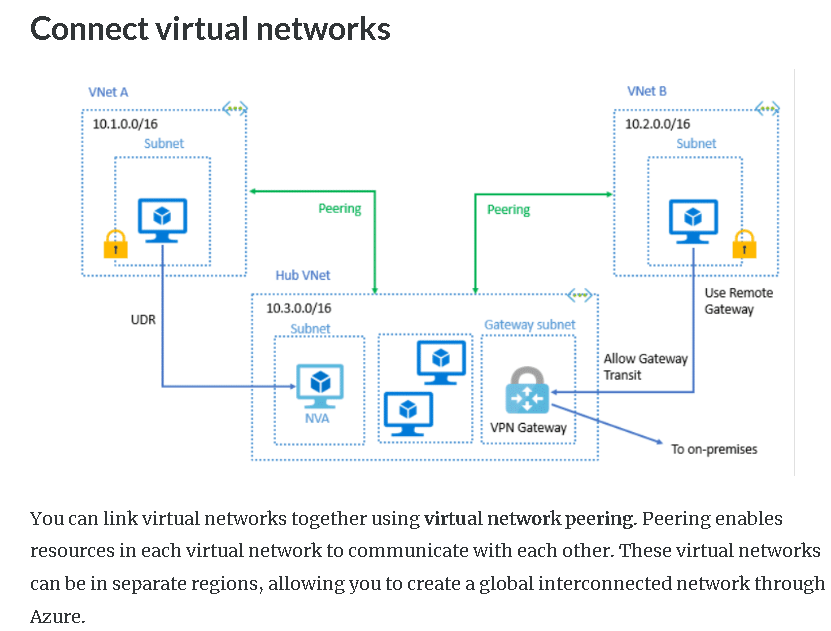 Connect virtual networks
VNet A
VNet B
10.1.0.0/16
10.2.0.0/16
Subnet
Subnet
Peering
Peering
Hub VNet
Use Remote
Gateway
10.3.0.0/16
UDR
Subnet
Gateway subnet
Allow Gateway
Transit
NVA
VPN Gateway
To on-premises
You can link virtual networks together using virtual network peering. Peering enables
resources in each virtual network to communicate with each other. These virtual networks
can be in separate regions, allowing you to create a global interconnected network through
Azure.